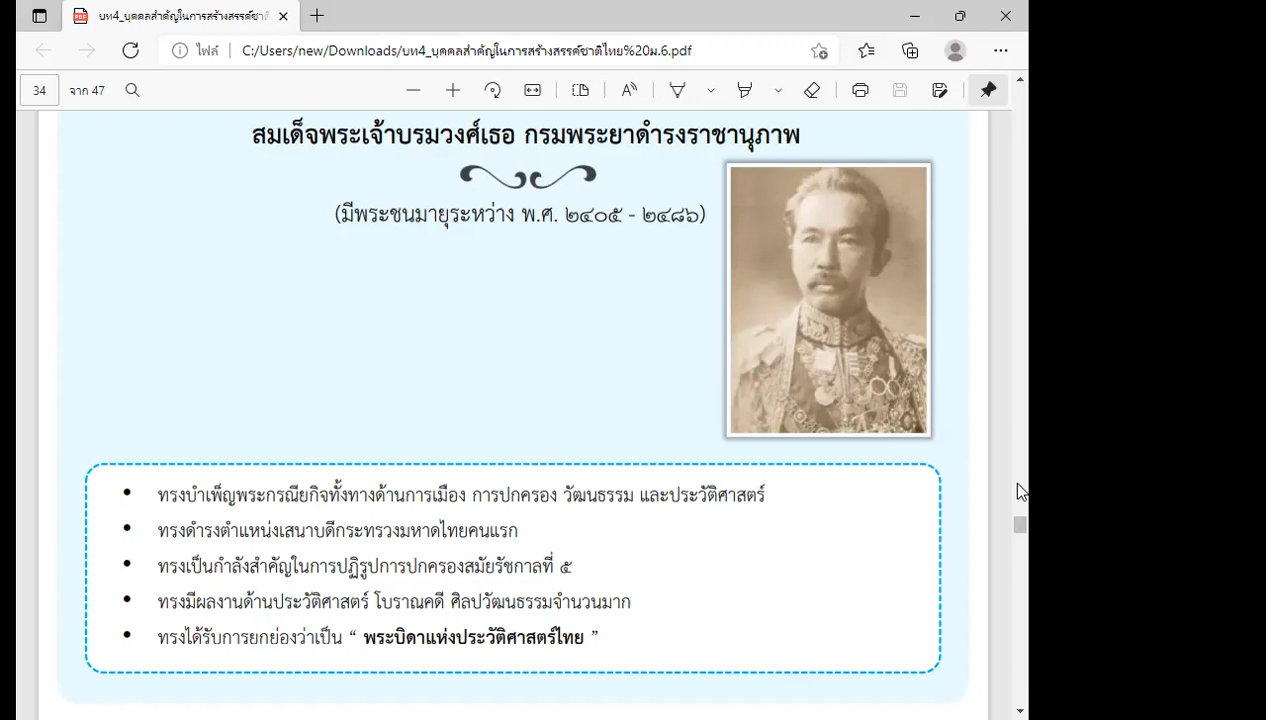 บท4_บุคคลสำคัญในการสร้างสรรค์ชาติ
ไฟล์ C:/Users/new/Downloads/บท4_บุคคลสำคัญในการสร้างสรรค์ชาติไทย%20ม.6.pdf
34 จาก 47
สมเด็จพระเจ้าบรมวงศ์เธอ กรมพระยาดำรงราชานุภาพ
(มีพระชนมายุระหว่าง พ.ศ. ๒๔๐๕ - ๒๔๘๖)
• ทรงบำเพ็ญพระกรณียกิจทั้งทางด้านการเมือง การปกครอง วัฒนธรรม และประวัติศาสตร์
• ทรงดำรงตำแหน่งเสนาบดีกระทรวงมหาดไทยคนแรก
• ทรงเป็นกำลังสำคัญในการปฏิรูปการปกครองสมัยรัชกาลที่ ๕
• ทรงมีผลงานด้านประวัติศาสตร์ โบราณคดี ศิลปวัฒนธรรมจำนวนมาก
• ทรงได้รับการยกย่องว่าเป็น “ พระบิดาแห่งประวัติศาสตร์ไทย ”